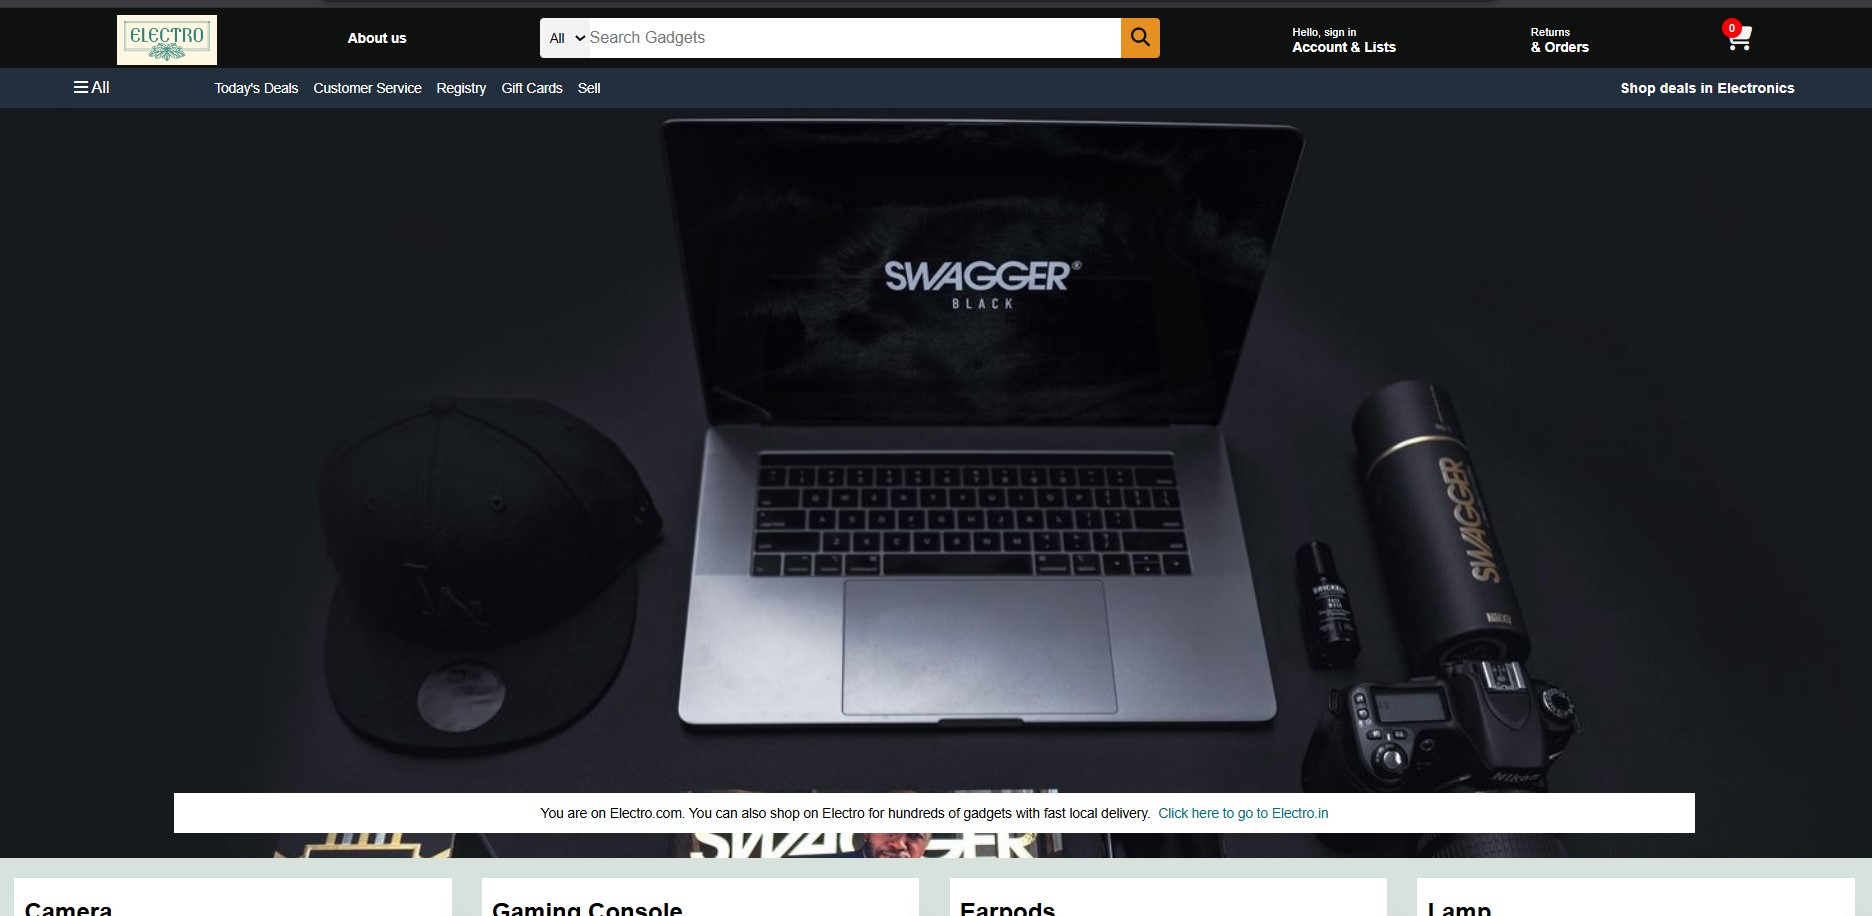 ELECTRO
About us
All
Search Gadgets
Hello, sign in
Account & Lists
Returns
& Orders
0
All
Today's Deals
Customer Service
Registry
Gift Cards
Sell
Shop deals in Electronics
SWAGGER®
BLACK
SWAGGER
Nikon
You are on Electro.com. You can also shop on Electro for hundreds of gadgets with fast local delivery. Click here to go to Electro.in
SWAGGER
Camera
Gaming Console
Earpods
Lamp